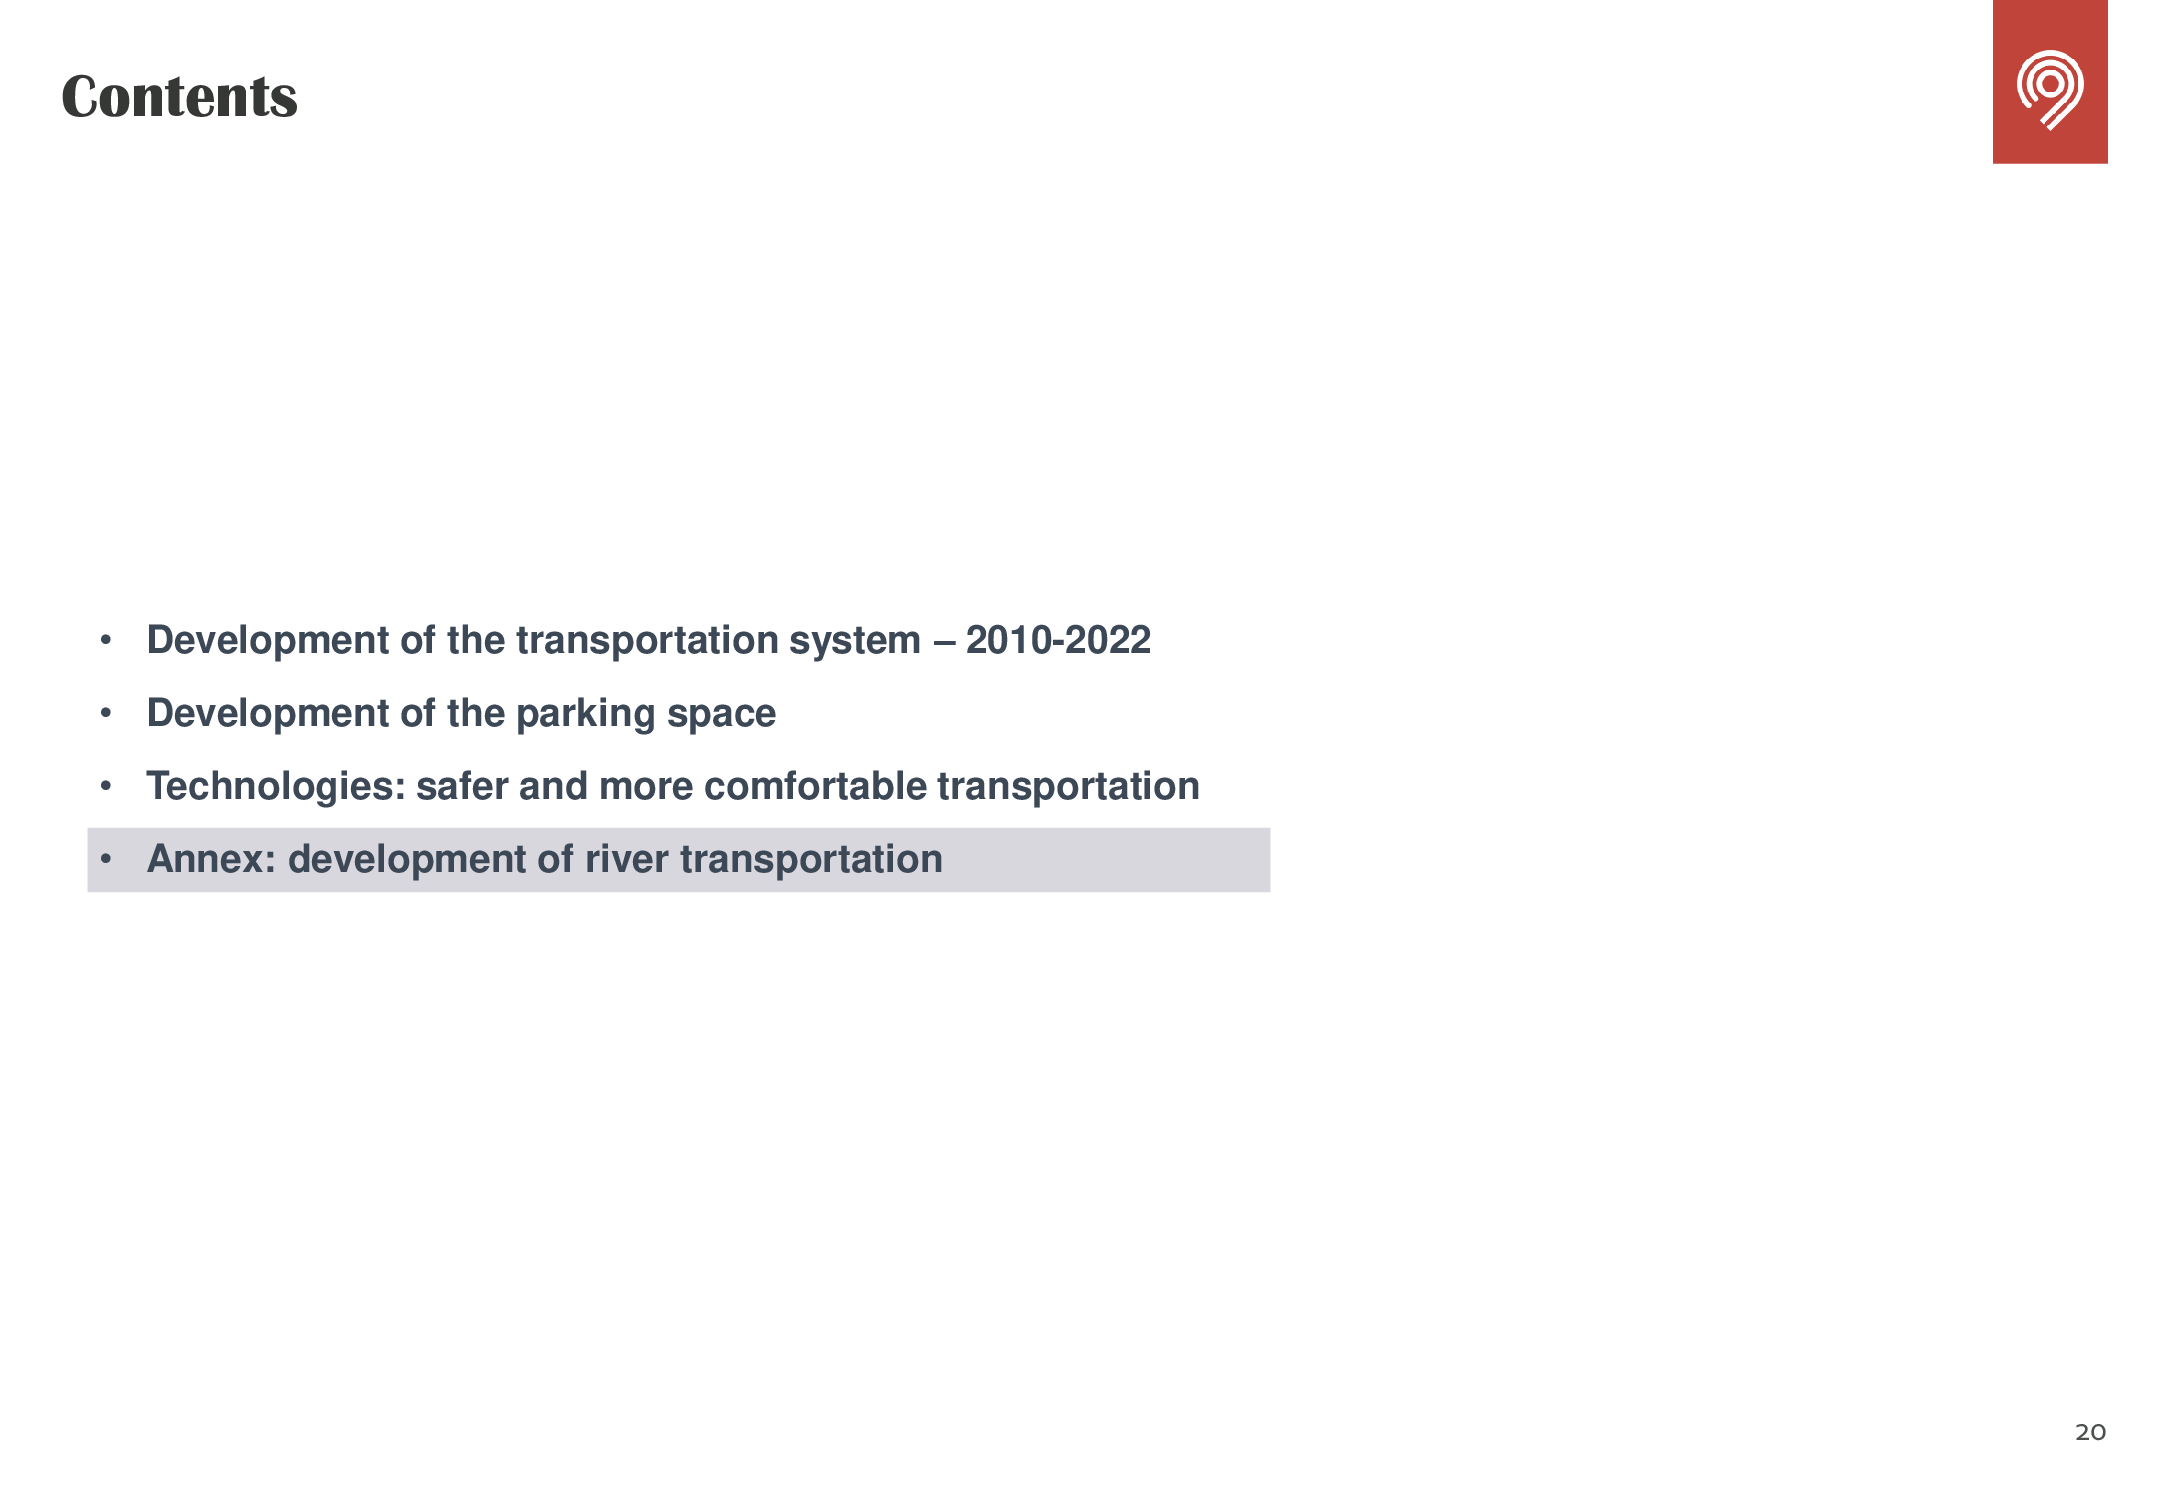 Contents
• Development of the transportation system – 2010-2022
• Development of the parking space
• Technologies: safer and more comfortable transportation
• Annex: development of river transportation
20